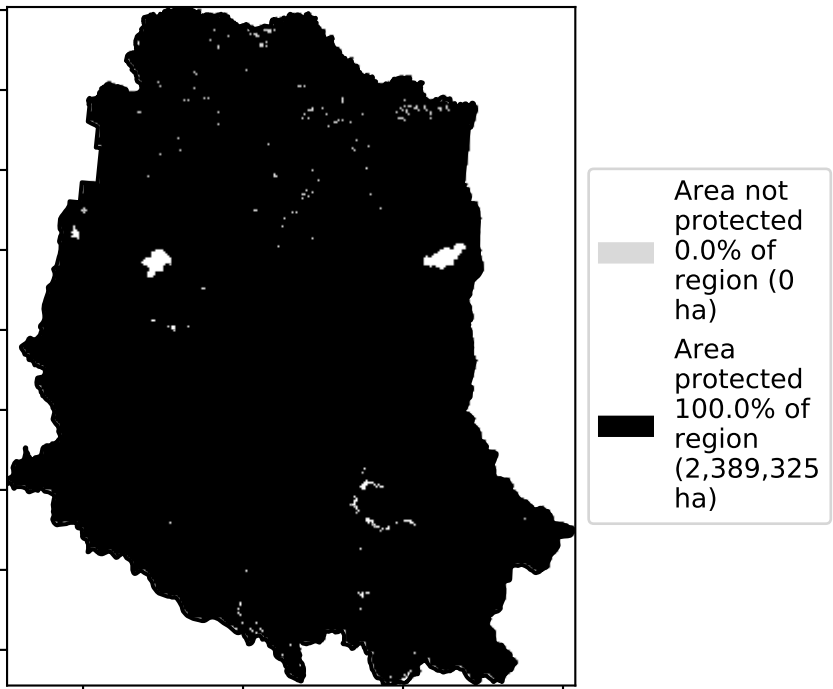 Area not
protected
0.0% of
region (0
ha)
Area
protected
100.0% of
region
(2,389,325
ha)